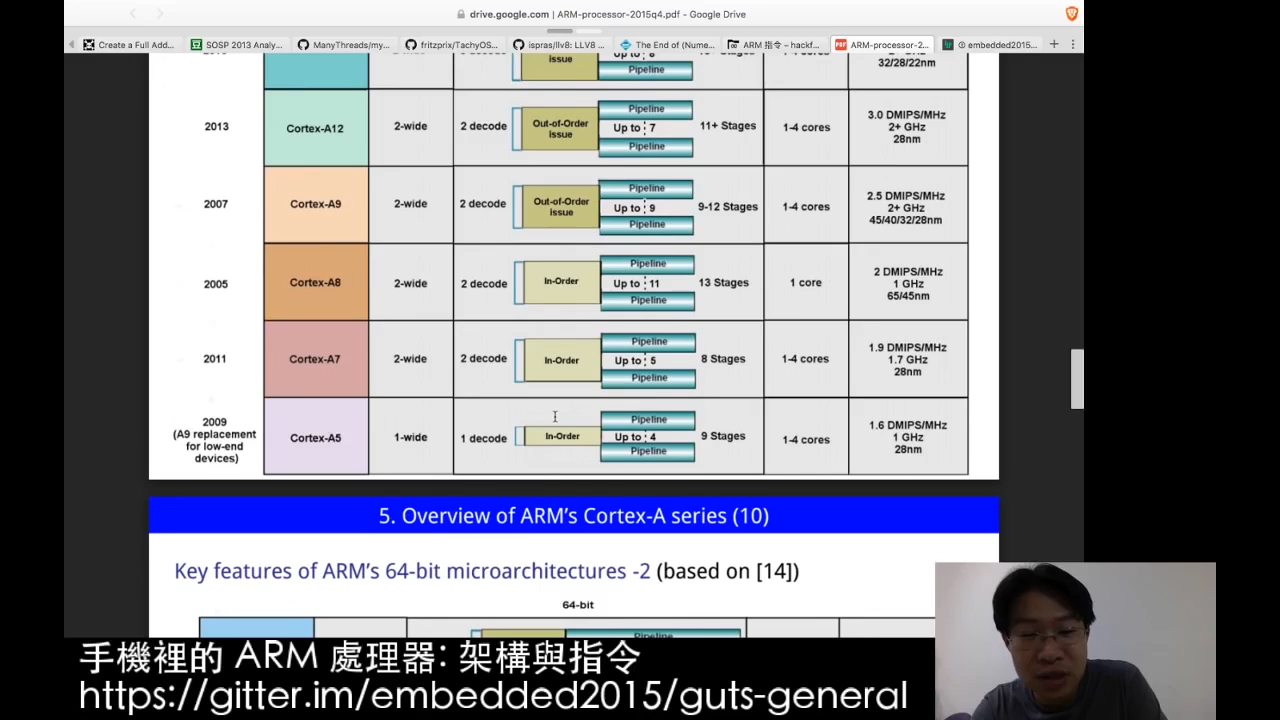 drive.google.com | ARM-processor-2015q4.pdf - Google Drive
Create a Full Add...
SOSP 2013 Analy...
ManyThreads/my...
fritzprix/TachyOS...
ispras/llv8: LLV8 ...
The End of (Nume...
ARM 指令 – hackf...
ARM-processor-2...
embedded2015...
issue
Pipeline
32/28/22nm
2013
Cortex-A12
2-wide
2 decode
Out-of-Order
issue
Pipeline
Up to 7
Pipeline
11+ Stages
1-4 cores
3.0 DMIPS/MHz
2+ GHz
28nm
2007
Cortex-A9
2-wide
2 decode
Out-of-Order
issue
Pipeline
Up to 9
Pipeline
9-12 Stages
1-4 cores
2.5 DMIPS/MHz
2+ GHz
45/40/32/28nm
2005
Cortex-A8
2-wide
2 decode
In-Order
Pipeline
Up to 11
Pipeline
13 Stages
1 core
2 DMIPS/MHz
1 GHz
65/45nm
2011
Cortex-A7
2-wide
2 decode
In-Order
Pipeline
Up to 5
Pipeline
8 Stages
1-4 cores
1.9 DMIPS/MHz
1.7 GHz
28nm
2009
(A9 replacement
for low-end
devices)
Cortex-A5
1-wide
1 decode
In-Order
Pipeline
Up to 4
Pipeline
9 Stages
1-4 cores
1.6 DMIPS/MHz
1 GHz
28nm
5. Overview of ARM's Cortex-A series (10)
Key features of ARM's 64-bit microarchitectures -2 (based on [14])
64-bit
Pipeline
手機裡的 ARM 處理器: 架構與指令
https://gitter.im/embedded2015/guts-general